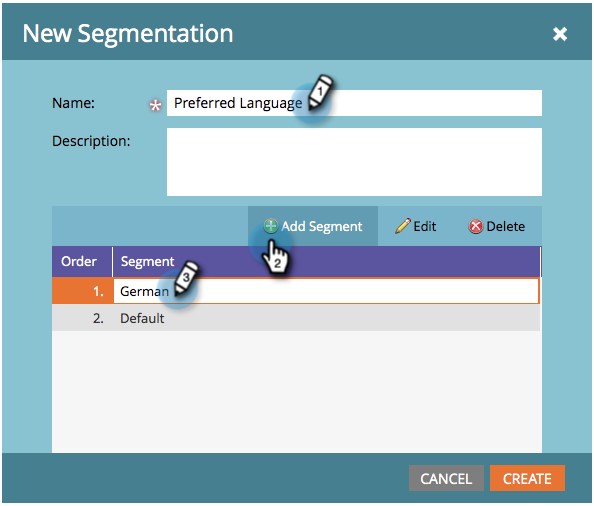 New Segmentation
Name: * Preferred Language 1
Description:
Add Segment Edit Delete
2
Order Segment
3
1. German
2. Default
CANCEL CREATE